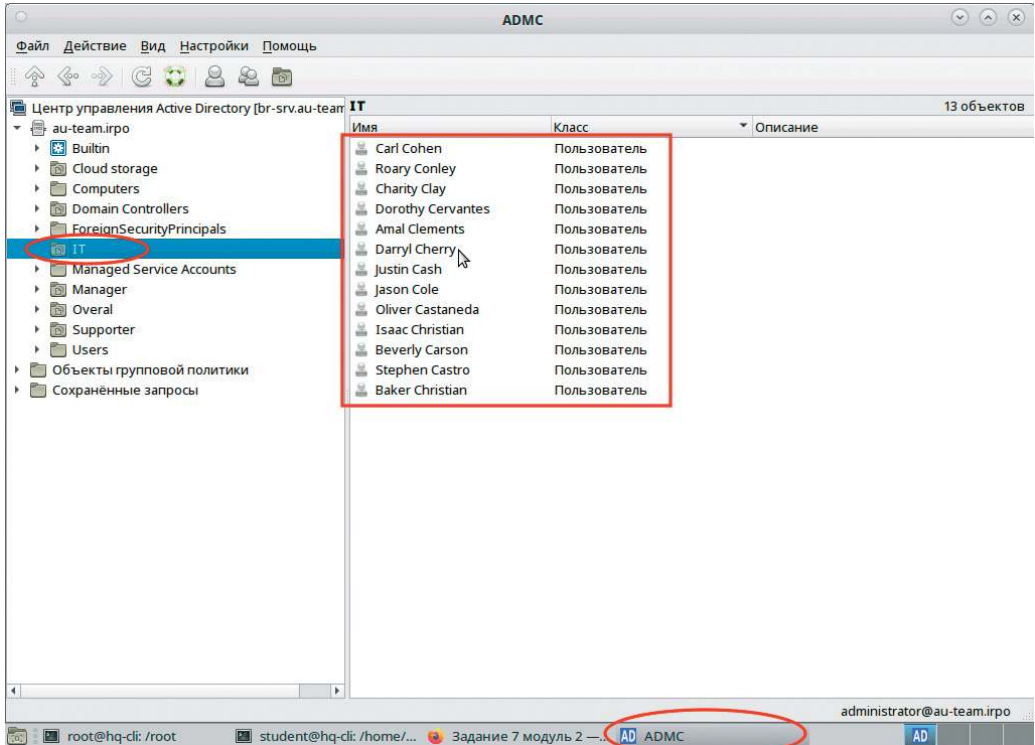 ADMC
Файл Действие Вид Настройки Помощь
Центр управления Active Directory [br-srv.au-team
IT 13 объектов
Имя Класс Описание
au-team.irpo
Builtin
Cloud storage
Computers
Domain Controllers
ForeignSecurityPrincipals
IT
Managed Service Accounts
Manager
Overal
Supporter
Users
Объекты групповой политики
Сохранённые запросы
Carl Cohen Пользователь
Roary Conley Пользователь
Charity Clay Пользователь
Dorothy Cervantes Пользователь
Amal Clements Пользователь
Darryl Cherry Пользователь
Justin Cash Пользователь
Jason Cole Пользователь
Oliver Castaneda Пользователь
Isaac Christian Пользователь
Beverly Carson Пользователь
Stephen Castro Пользователь
Baker Christian Пользователь
administrator@au-team.irpo
root@hq-cli: /root student@hq-cli: /home/... Задание 7 модуль 2 —... AD ADMC AD